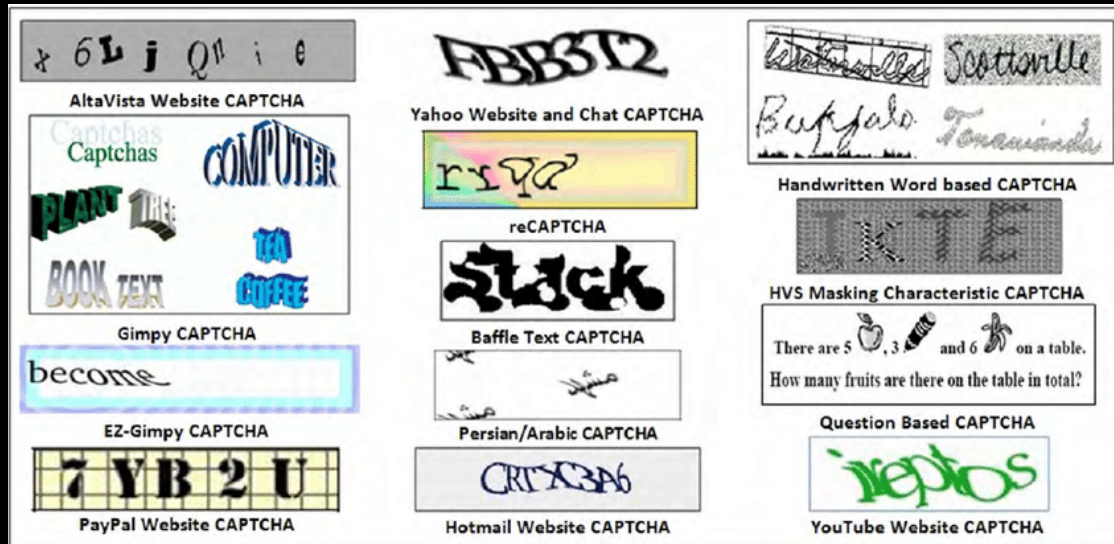 x 6 L j Q n i e
AltaVista Website CAPTCHA
Captchas
Captchas
COMPUTER
PLANT TREE
TEA
BOOK TEXT
COFFEE
Gimpy CAPTCHA
become
EZ-Gimpy CAPTCHA
7 Y B 2 U
PayPal Website CAPTCHA
FBB3T2
Yahoo Website and Chat CAPTCHA
reCAPTCHA
stack
Baffle Text CAPTCHA
Persian/Arabic CAPTCHA
CRTXC3A6
Hotmail Website CAPTCHA
Scottsville
Buffalo
Tonawanda
Handwritten Word based CAPTCHA
T K T E
HVS Masking Characteristic CAPTCHA
There are 5 , 3 and 6 on a table.
How many fruits are there on the table in total?
Question Based CAPTCHA
YouTube Website CAPTCHA